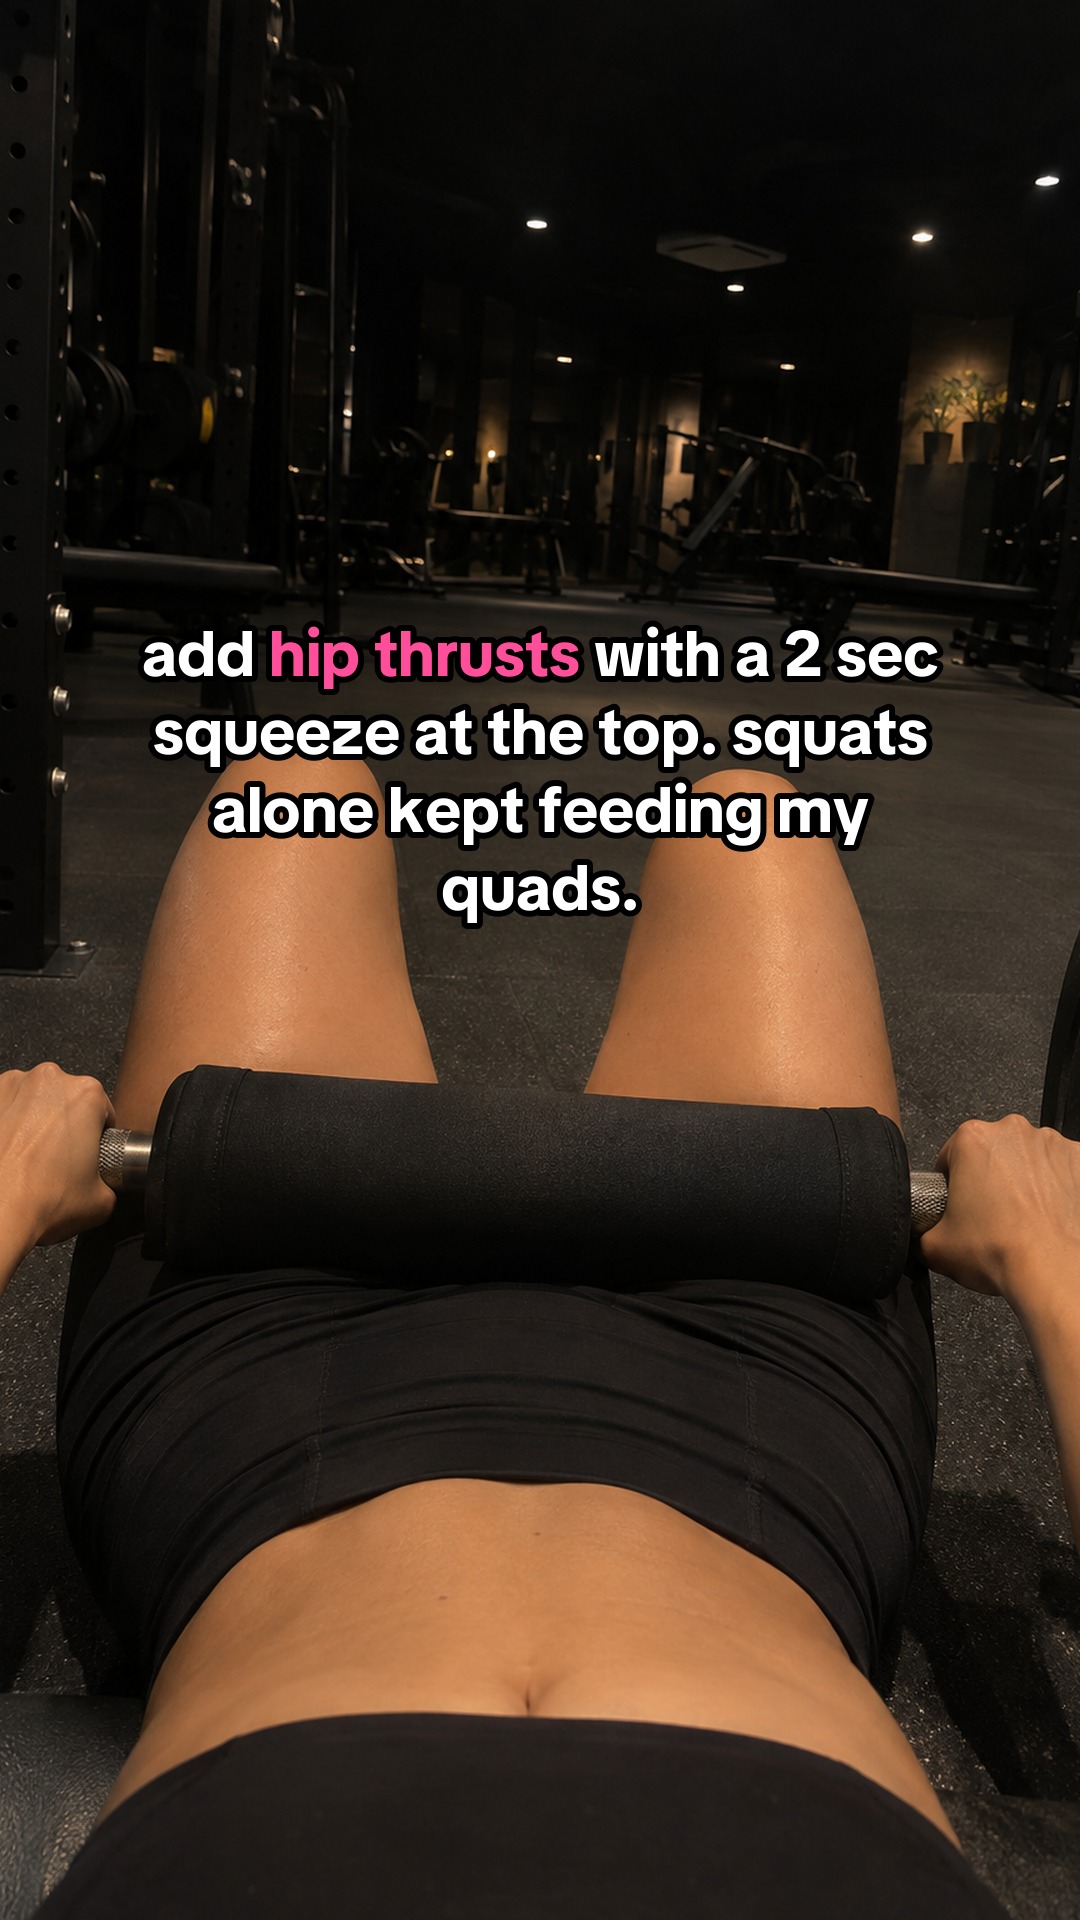 add hip thrusts with a 2 sec
squeeze at the top. squats
alone kept feeding my
quads.